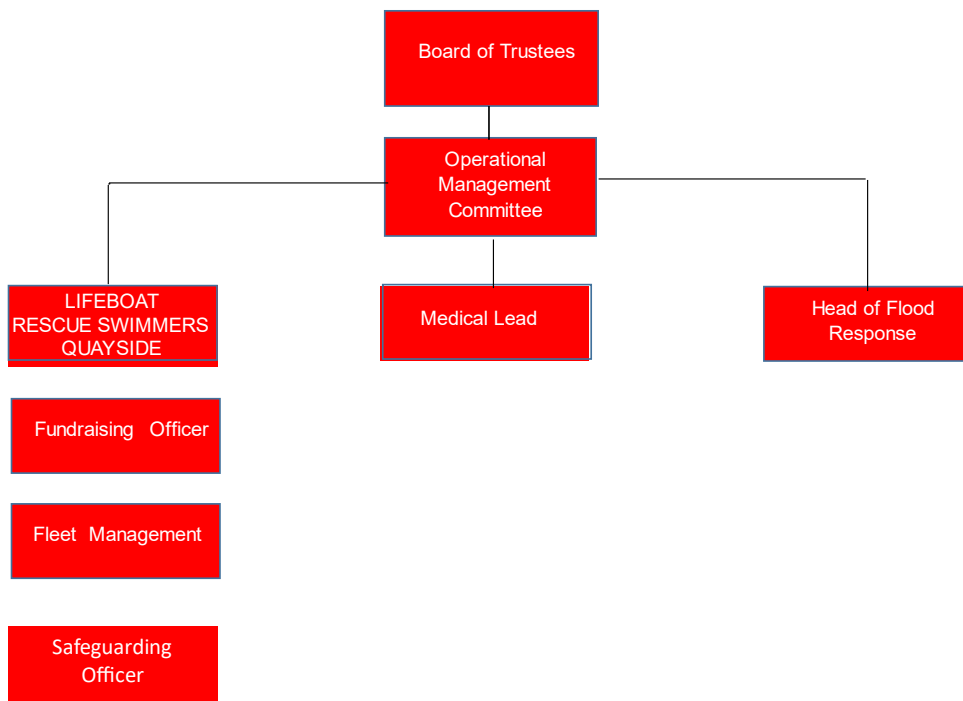 Board of Trustees
Operational
Management
Committee
LIFEBOAT
RESCUE SWIMMERS
QUAYSIDE
Medical Lead
Head of Flood
Response
Fundraising Officer
Fleet Management
Safeguarding
Officer